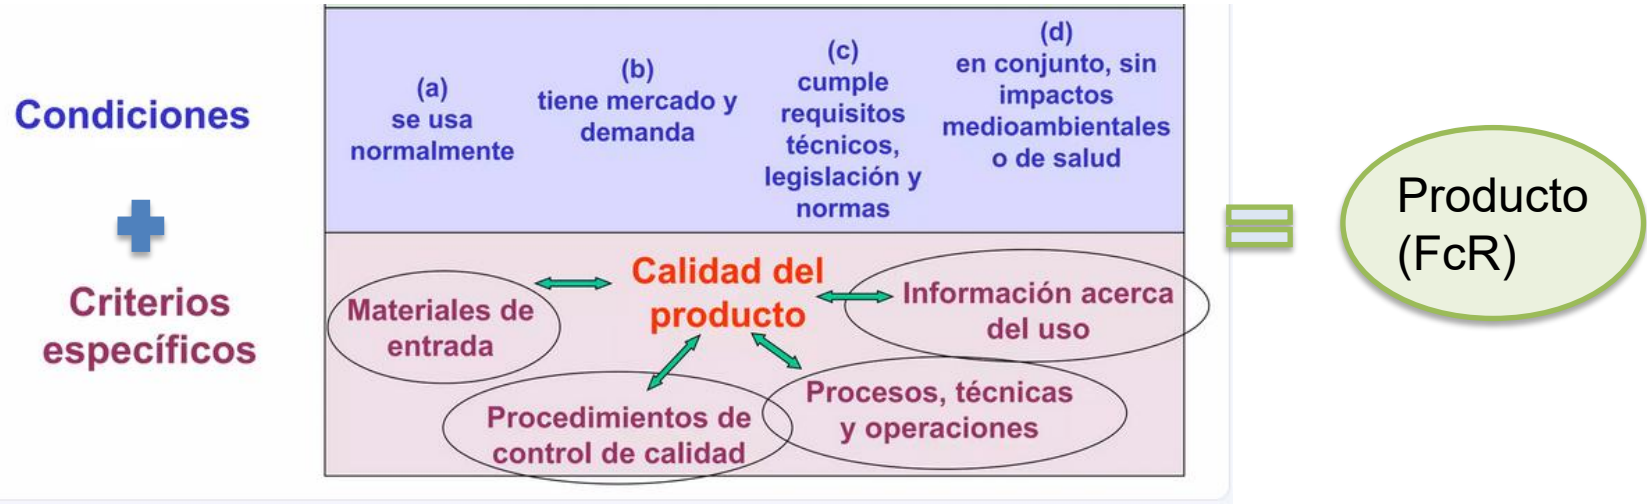 Condiciones
(a)
se usa
normalmente
(b)
tiene mercado y
demanda
(c)
cumple
requisitos
técnicos,
legislación y
normas
(d)
en conjunto, sin
impactos
medioambientales
o de salud
Criterios
específicos
Calidad del
producto
Materiales de
entrada
Información acerca
del uso
Procedimientos de
control de calidad
Procesos, técnicas
y operaciones
Producto
(FcR)